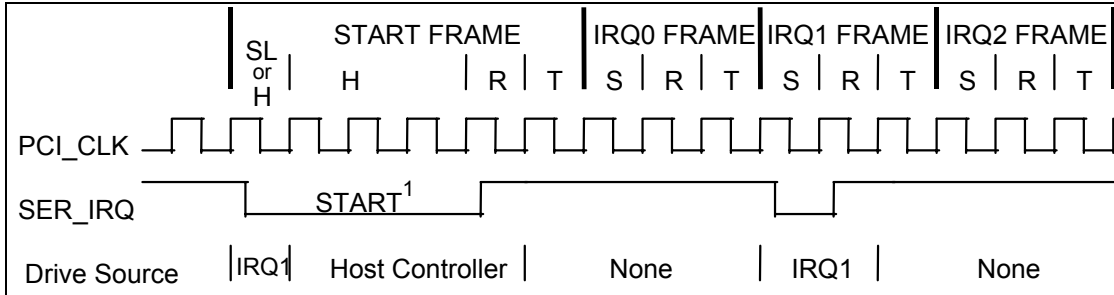 START FRAME IRQ0 FRAME IRQ1 FRAME IRQ2 FRAME
SL
or
H
H R T S R T S R T S R T
PCI_CLK
SER_IRQ START1
Drive Source IRQ1 Host Controller None IRQ1 None